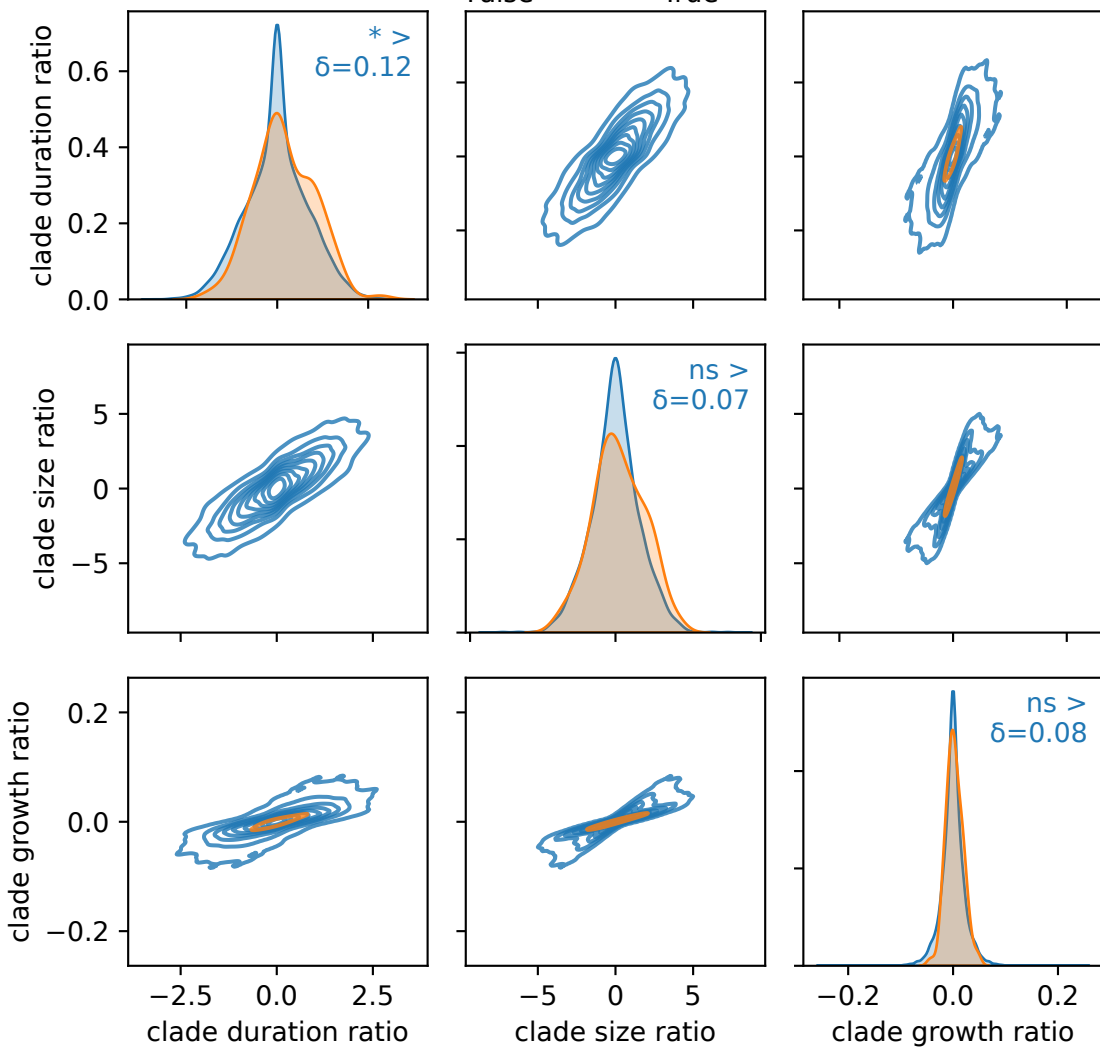 clade duration ratio
0.6
0.4
0.2
0.0
* >
δ=0.12
clade size ratio
5
0
−5
ns >
δ=0.07
clade growth ratio
0.2
0.0
−0.2
ns >
δ=0.08
−2.5 0.0 2.5
−5 0 5
−0.2 0.0 0.2
clade duration ratio
clade size ratio
clade growth ratio